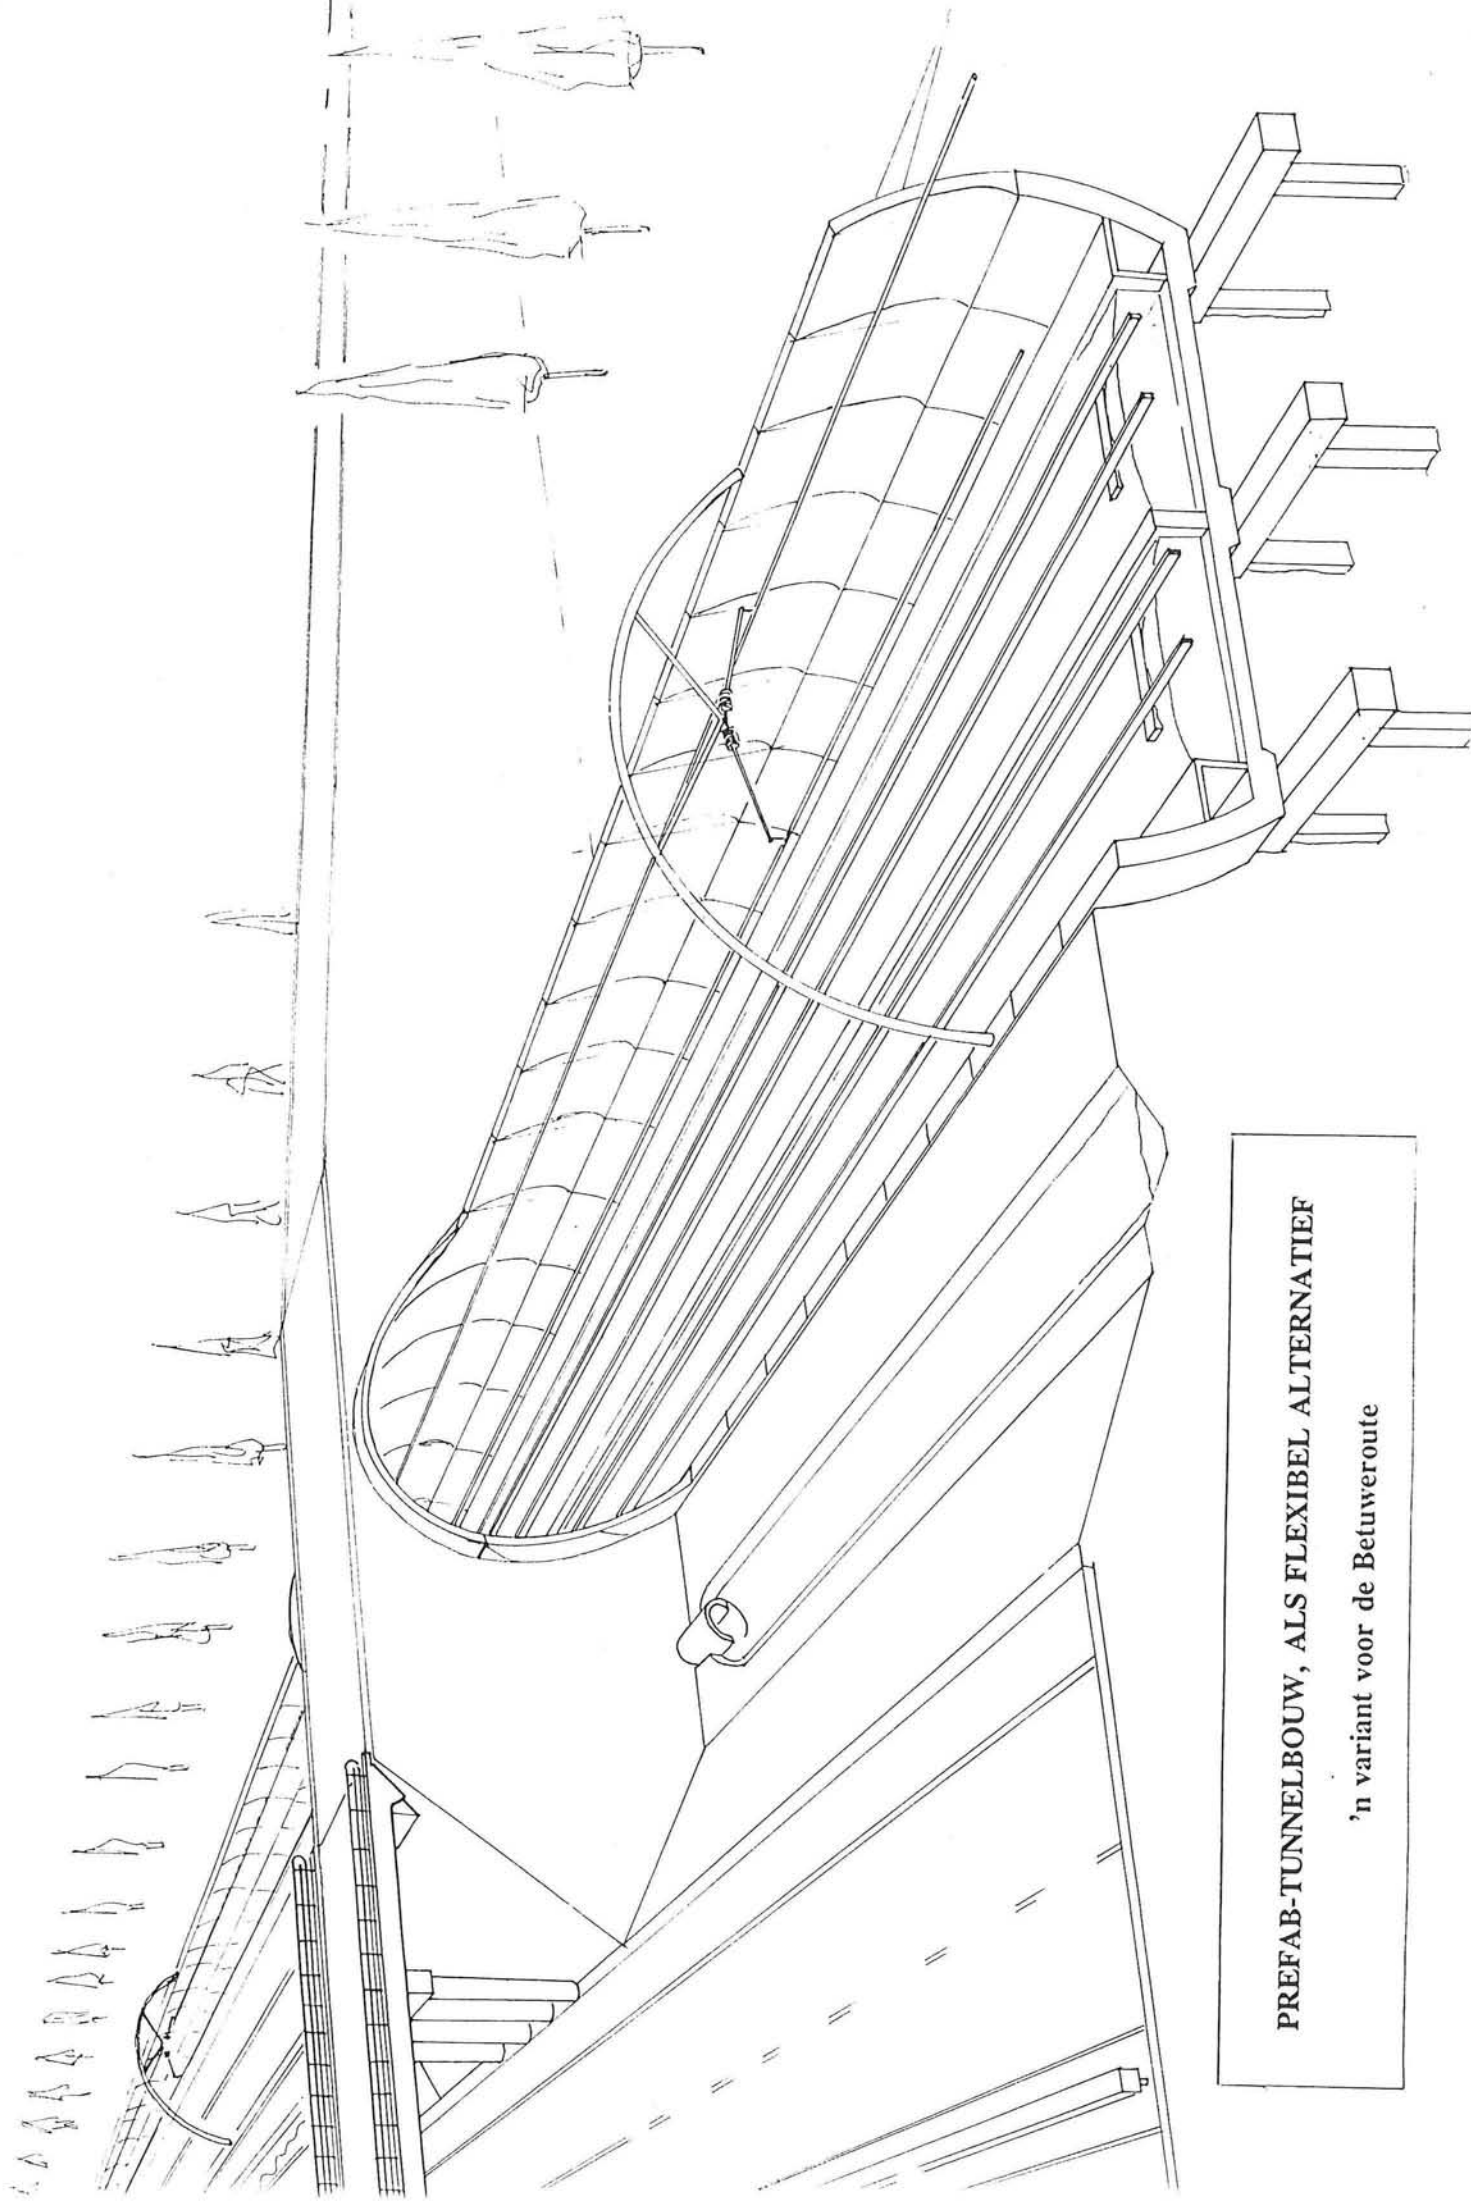 PREFAB-TUNNELBOUW, ALS FLEXIBEL ALTERNATIEF
'n variant voor de Betuweroute